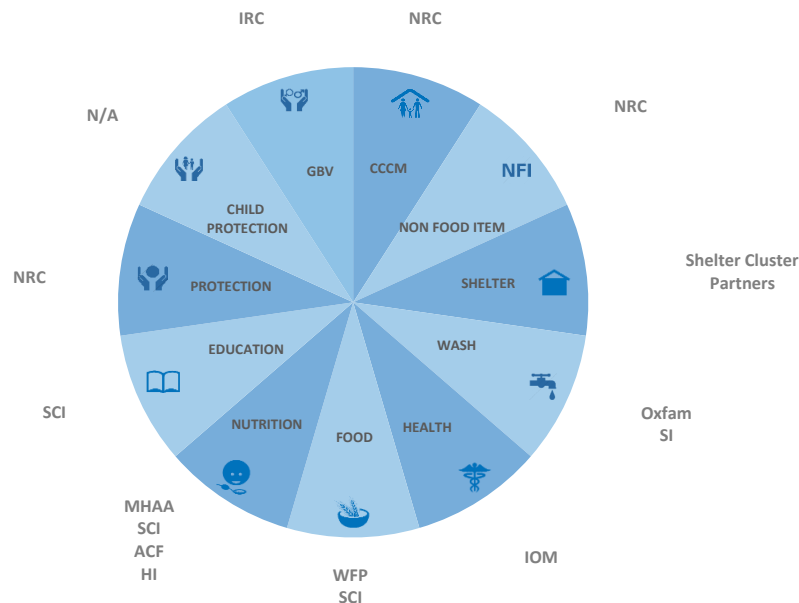 IRC
NRC
N/A
NRC
GBV
CCCM
NFI
CHILD
PROTECTION
NON FOOD ITEM
NRC
PROTECTION
SHELTER
Shelter Cluster
Partners
EDUCATION
WASH
SCI
NUTRITION
FOOD
HEALTH
Oxfam
SI
MHAA
SCI
ACF
HI
WFP
SCI
IOM